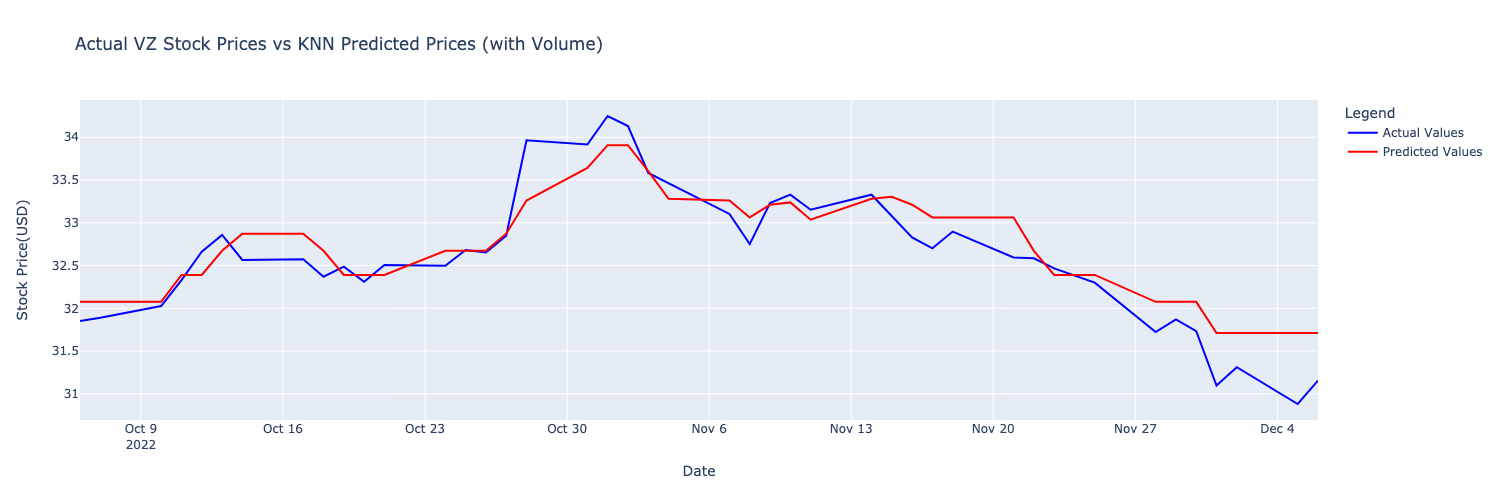 Actual VZ Stock Prices vs KNN Predicted Prices (with Volume)
Legend
Actual Values
Predicted Values
Stock Price(USD)
34
33.5
33
32.5
32
31.5
31
Oct 9
2022
Oct 16
Oct 23
Oct 30
Nov 6
Nov 13
Nov 20
Nov 27
Dec 4
Date